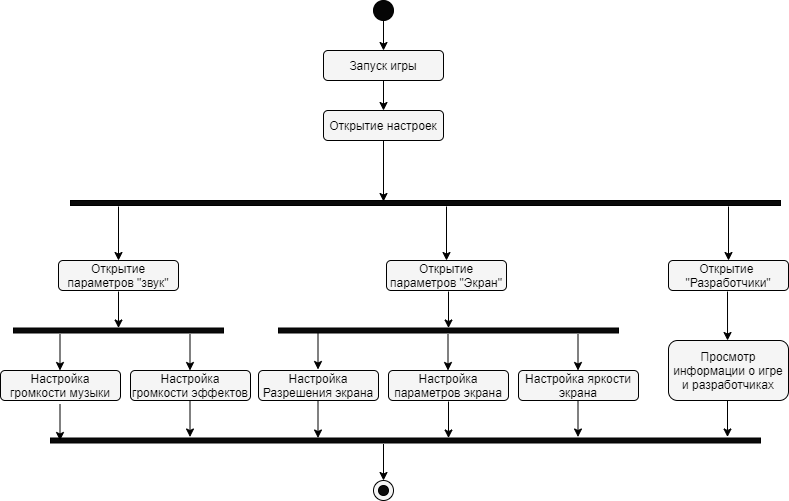 Запуск игры
Открытие настроек
Открытие
параметров "звук"
Открытие
параметров "Экран"
Открытие
"Разработчики"
Настройка
громкости музыки
Настройка
громкости эффектов
Настройка
Разрешения экрана
Настройка
параметров экрана
Настройка яркости
экрана
Просмотр
информации о игре
и разработчиках